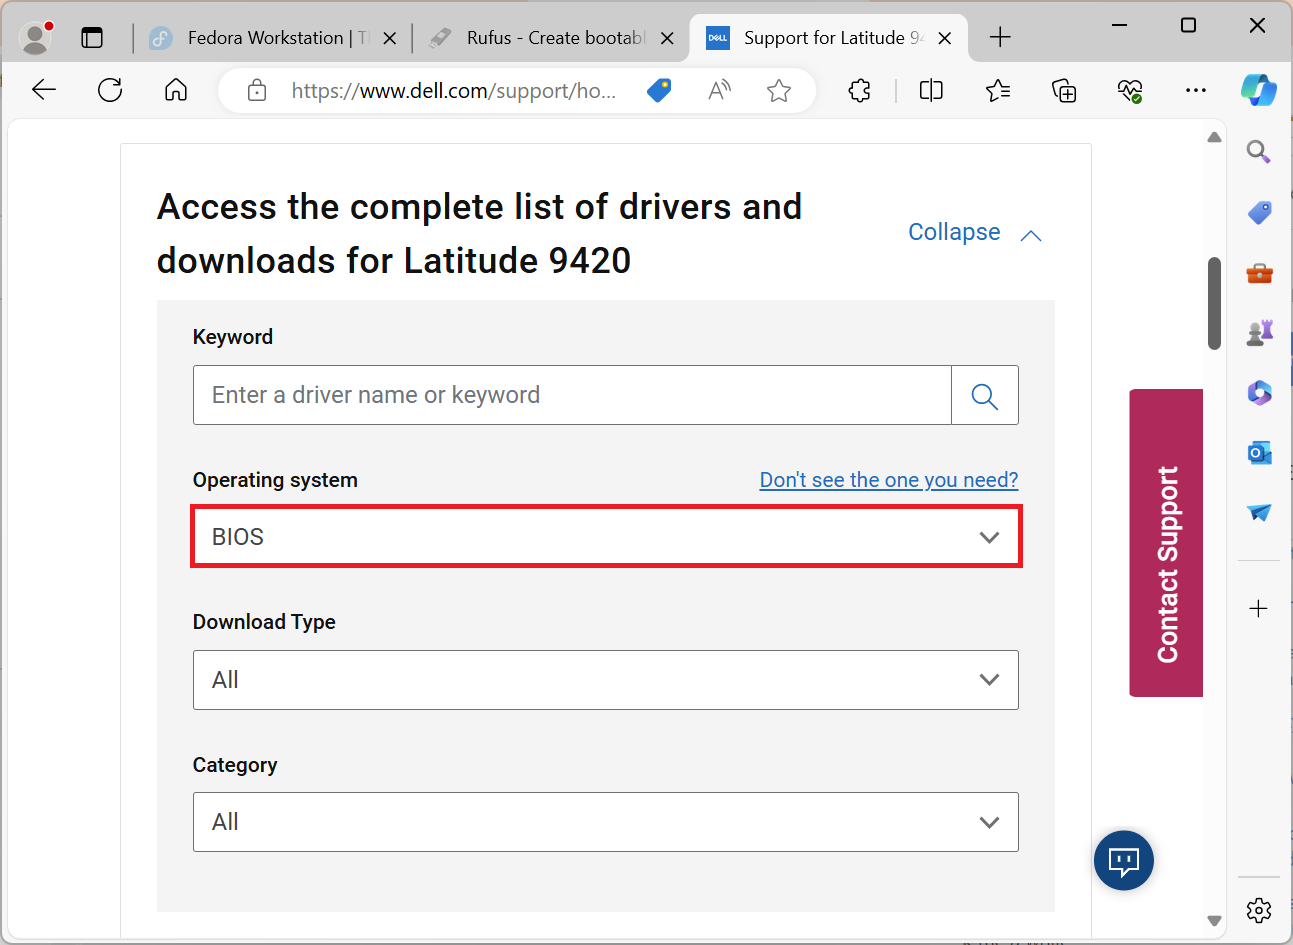 Fedora Workstation | T
Rufus - Create bootabl
DELL
Support for Latitude 94
https://www.dell.com/support/ho...
Access the complete list of drivers and
downloads for Latitude 9420
Collapse
Keyword
Enter a driver name or keyword
Operating system
Don't see the one you need?
BIOS
Download Type
All
Category
All
Contact Support